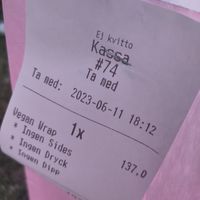 Ej kvitto
Kassa
#74
Ta med
Ta med: 2023-06-11 18:12
1x
Vegan Wrap 137.0
* Ingen Sides
* Ingen Dryck
* Ingen Dipp